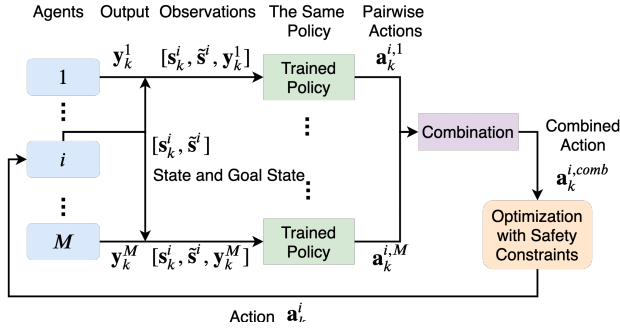 Agents Output Observations The Same Policy Pairwise Actions
1
𝐲_k^1
[𝐬_k^i, 𝐬̃^i, 𝐲_k^1]
Trained
Policy
𝐚_k^{i,1}
i
[𝐬_k^i, 𝐬̃^i]
State and Goal State
Combination
Combined
Action
𝐚_k^{i,comb}
M
𝐲_k^M
[𝐬_k^i, 𝐬̃^i, 𝐲_k^M]
Trained
Policy
𝐚_k^{i,M}
Optimization
with Safety
Constraints
Action 𝐚_k^i